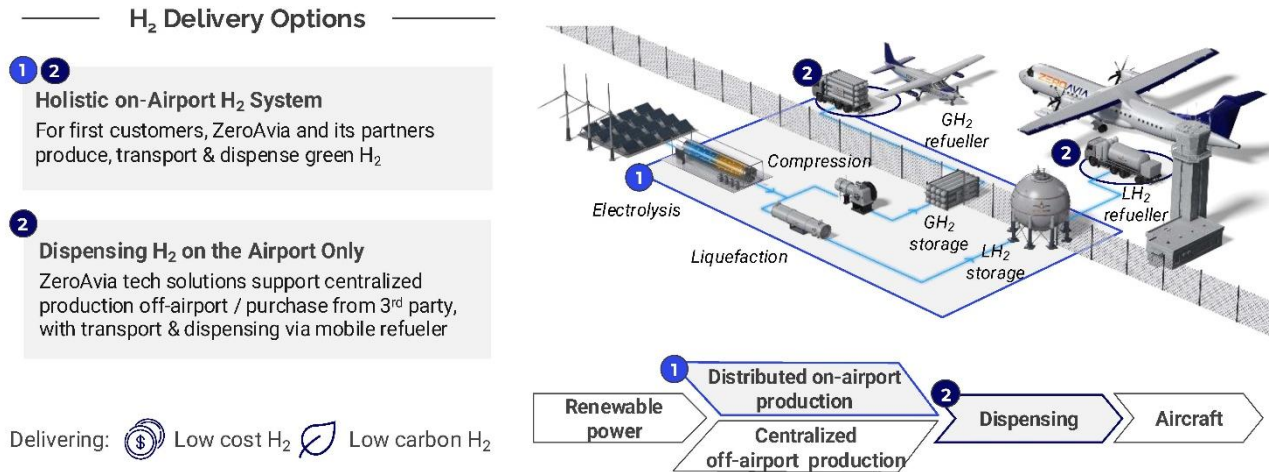 H₂ Delivery Options
1 2
Holistic on-Airport H₂ System
For first customers, ZeroAvia and its partners
produce, transport & dispense green H₂
2
Dispensing H₂ on the Airport Only
ZeroAvia tech solutions support centralized
production off-airport / purchase from 3rd party,
with transport & dispensing via mobile refueler
Delivering:
$
Low cost H₂
Low carbon H₂
2
GH₂
refueller
ZEROAVIA
2
LH₂
refueller
1
Electrolysis
Compression
Liquefaction
GH₂
storage
LH₂
storage
Renewable
power
1
Distributed on-airport
production
Centralized
off-airport production
2
Dispensing
Aircraft